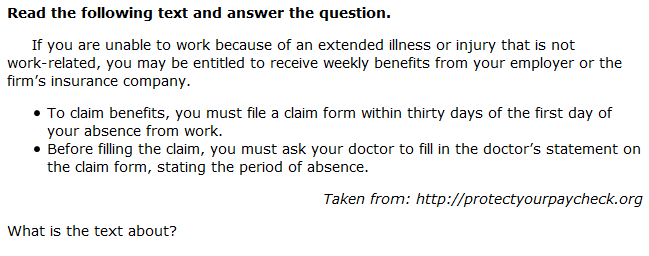 Read the following text and answer the question.
If you are unable to work because of an extended illness or injury that is not
work-related, you may be entitled to receive weekly benefits from your employer or the
firm's insurance company.
• To claim benefits, you must file a claim form within thirty days of the first day of
your absence from work.
• Before filling the claim, you must ask your doctor to fill in the doctor's statement on
the claim form, stating the period of absence.
Taken from: http://protectyourpaycheck.org
What is the text about?